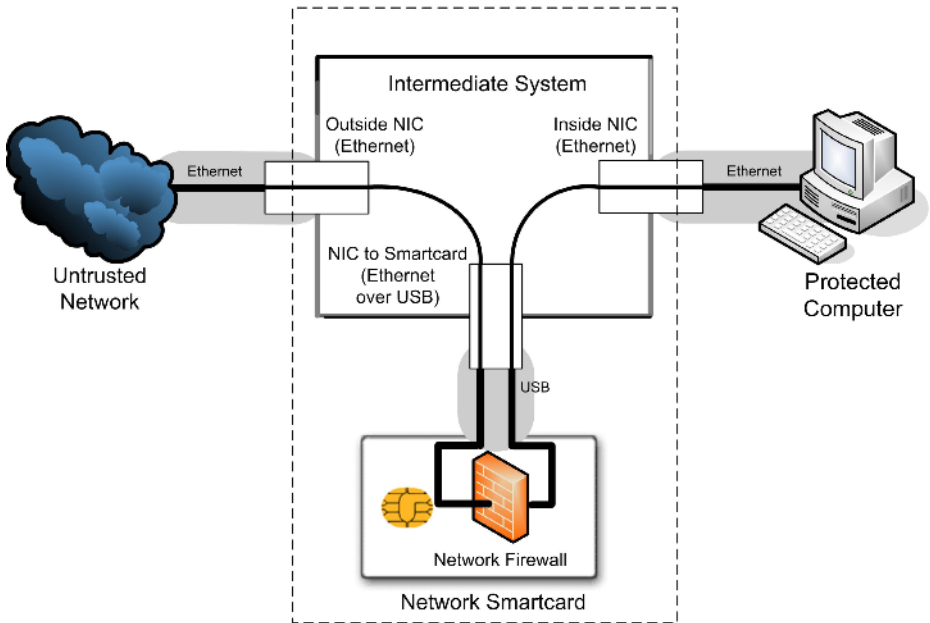 Intermediate System
Outside NIC
(Ethernet)
Inside NIC
(Ethernet)
Ethernet
Ethernet
NIC to Smartcard
(Ethernet
over USB)
Untrusted
Network
Protected
Computer
USB
Network Firewall
Network Smartcard